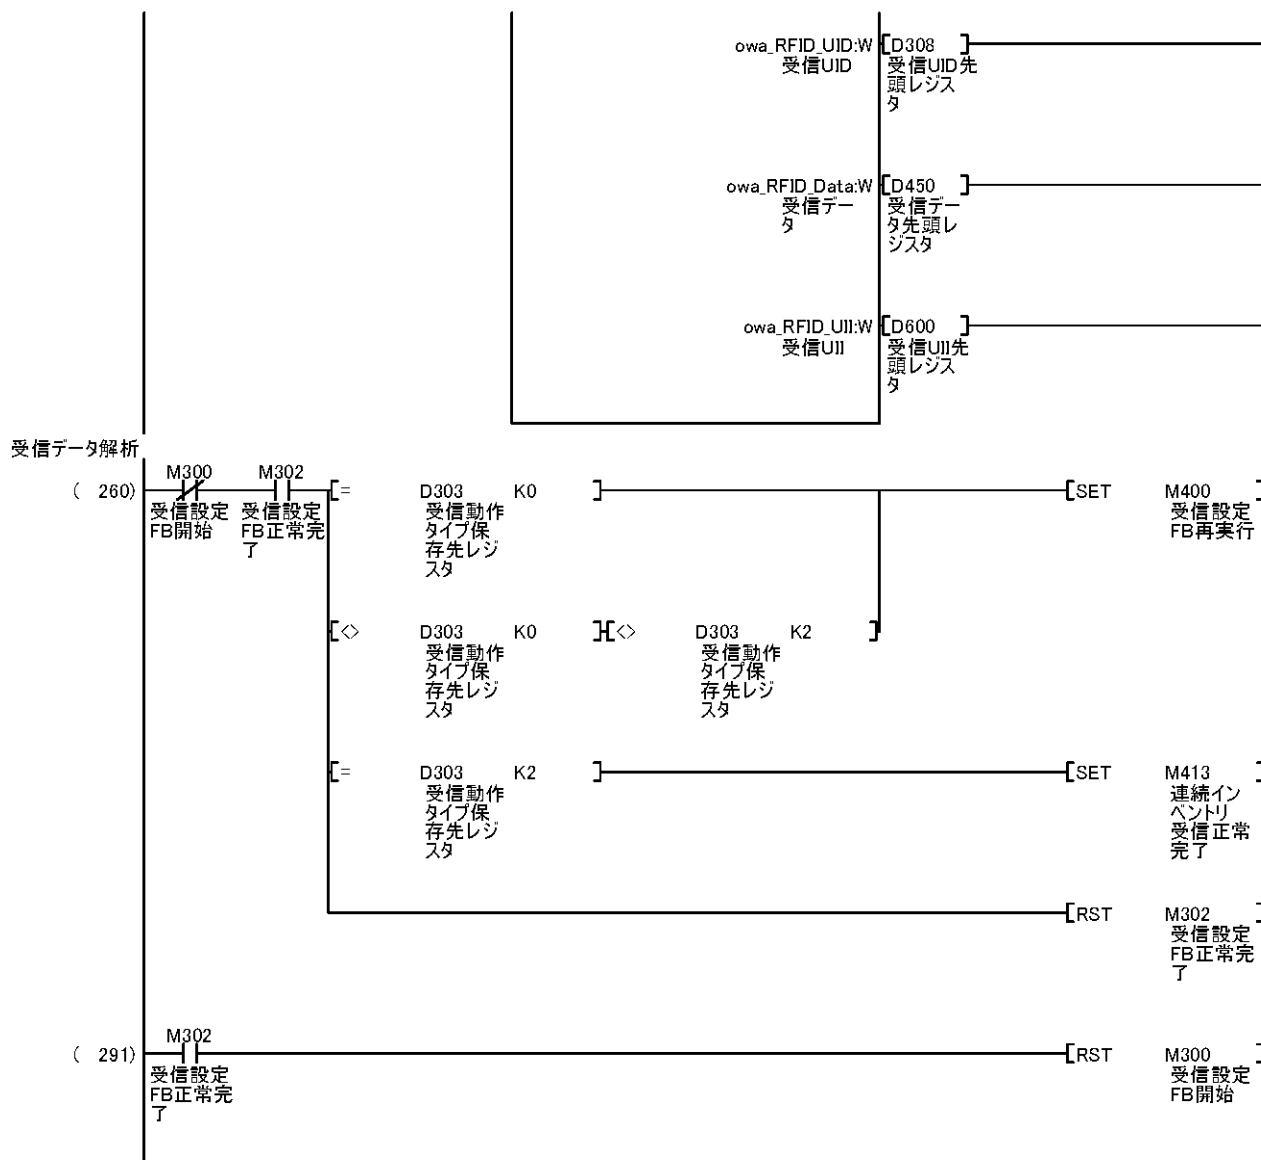 owa_RFID_UID:W [D308 ]
受信UID 受信UID先
頭レジス
タ
owa_RFID_Data:W [D450 ]
受信デー 受信デー
タ タ先頭レ
ジスタ
owa_RFID_UII:W [D600 ]
受信UII 受信UII先
頭レジス
タ
受信データ解析
M300 M302
( 260) [= D303 K0 ] [SET M400 ]
受信設定 受信設定 受信動作 受信設定
FB開始 FB正常完 タイプ保 FB再実行
了 存先レジ
スタ
[<> D303 K0 ] [<> D303 K2 ]
受信動作 受信動作
タイプ保 タイプ保
存先レジ 存先レジ
スタ スタ
[= D303 K2 ] [SET M413 ]
受信動作 連続イン
タイプ保 ベントリ
存先レジ 受信正常
スタ 完了
[RST M302 ]
受信設定
FB正常完
了
M302
( 291) [RST M300 ]
受信設定 受信設定
FB正常完 FB開始
了